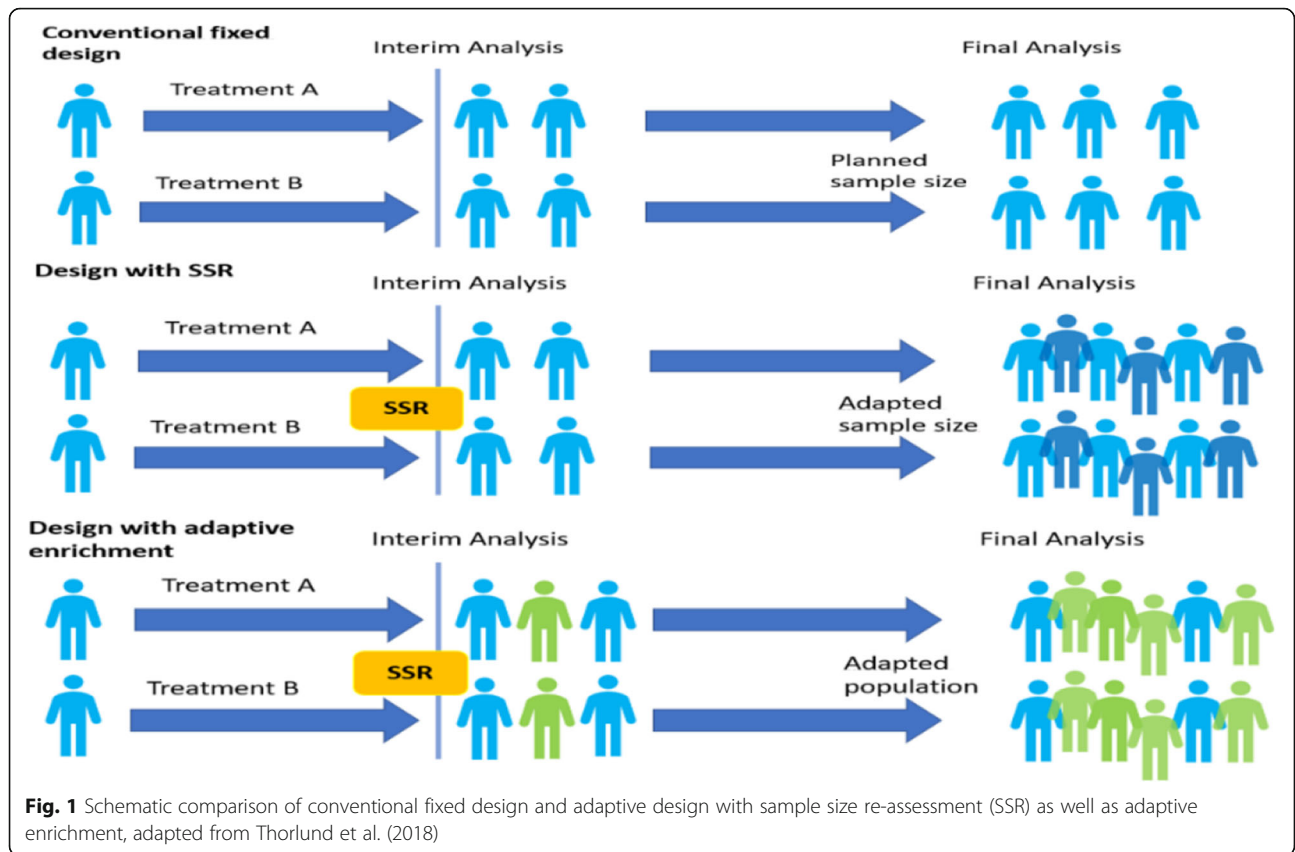 Conventional fixed
design
Interim Analysis
Final Analysis
Treatment A
Treatment B
Planned
sample size
Design with SSR
Interim Analysis
Final Analysis
Treatment A
SSR
Treatment B
Adapted
sample size
Design with adaptive
enrichment
Interim Analysis
Final Analysis
Treatment A
SSR
Treatment B
Adapted
population
Fig. 1 Schematic comparison of conventional fixed design and adaptive design with sample size re-assessment (SSR) as well as adaptive
enrichment, adapted from Thorlund et al. (2018)